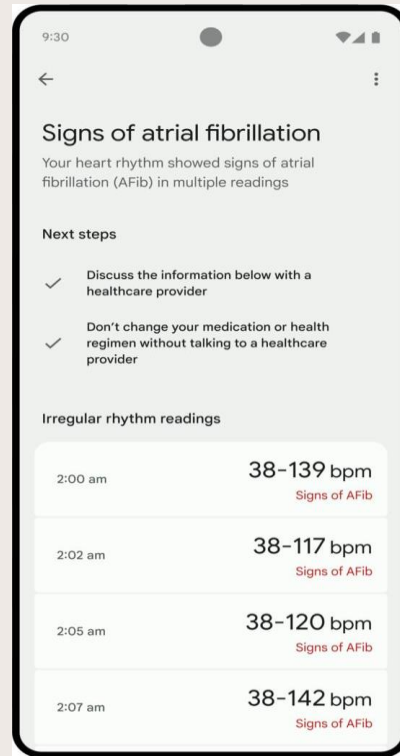 9:30
Signs of atrial fibrillation
Your heart rhythm showed signs of atrial
fibrillation (AFib) in multiple readings
Next steps
Discuss the information below with a
healthcare provider
Don’t change your medication or health
regimen without talking to a healthcare
provider
Irregular rhythm readings
2:00 am 38–139 bpm
Signs of AFib
2:02 am 38–117 bpm
Signs of AFib
2:05 am 38–120 bpm
Signs of AFib
2:07 am 38–142 bpm
Signs of AFib